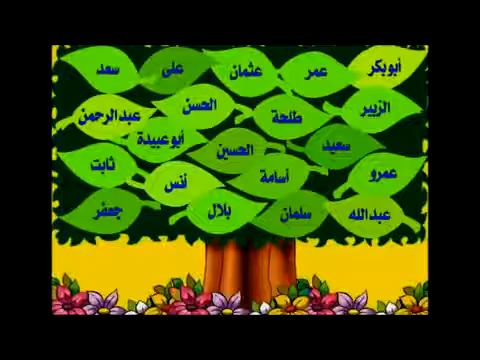 أبوبكر عمر عثمان على سعد
الزبير طلحة الحسن عبدالرحمن
سعيد الحسين أبوعبيدة
عمرو أسامة أنس ثابت
عبدالله سلمان بلال جعفر